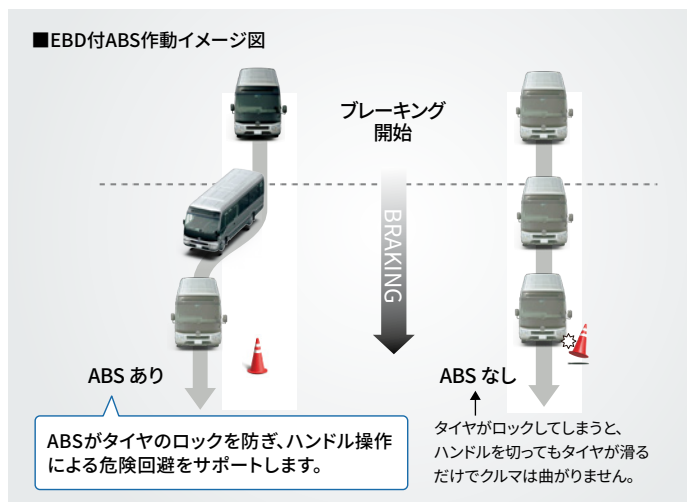 ■EBD付ABS作動イメージ図
ブレーキング
開始
BRAKING
ABS あり
ABSがタイヤのロックを防ぎ、ハンドル操作
による危険回避をサポートします。
ABS なし
タイヤがロックしてしまうと、
ハンドルを切ってもタイヤが滑る
だけでクルマは曲がりません。